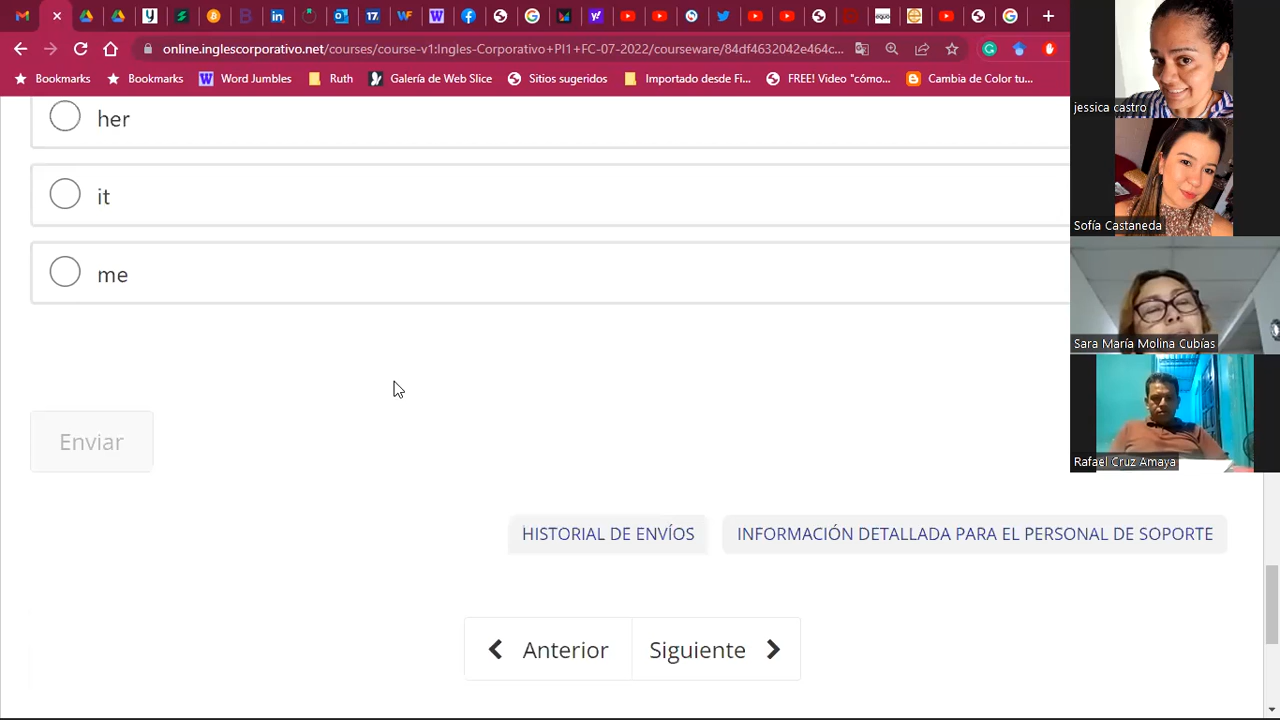 online.inglescorporativo.net/courses/course-v1:Ingles-Corporativo+PI1+FC-07-2022/courseware/84df4632042e464c...
Bookmarks
Bookmarks
Word Jumbles
Ruth
Galería de Web Slice
Sitios sugeridos
Importado desde Fi...
FREE! Video "cómo...
Cambia de Color tu...
jessica castro
her
it
Sofía Castaneda
me
Sara María Molina Cubías
Enviar
Rafael Cruz Amaya
HISTORIAL DE ENVÍOS
INFORMACIÓN DETALLADA PARA EL PERSONAL DE SOPORTE
Anterior
Siguiente